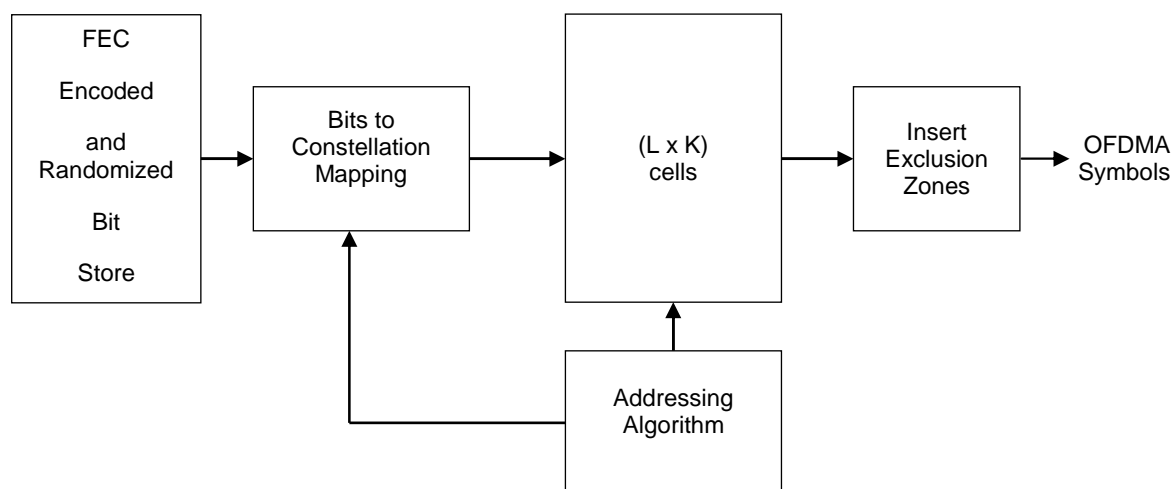 FEC
Encoded
and
Randomized
Bit
Store
Bits to
Constellation
Mapping
(L x K)
cells
Insert
Exclusion
Zones
OFDMA
Symbols
Addressing
Algorithm